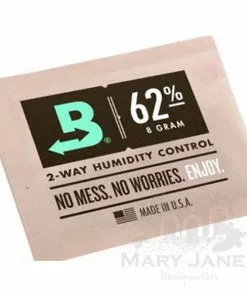 B®
62%
8 GRAM
2-WAY HUMIDITY CONTROL
NO MESS. NO WORRIES. ENJOY.
MADE IN U.S.A.
MARY JANE
Headquarters